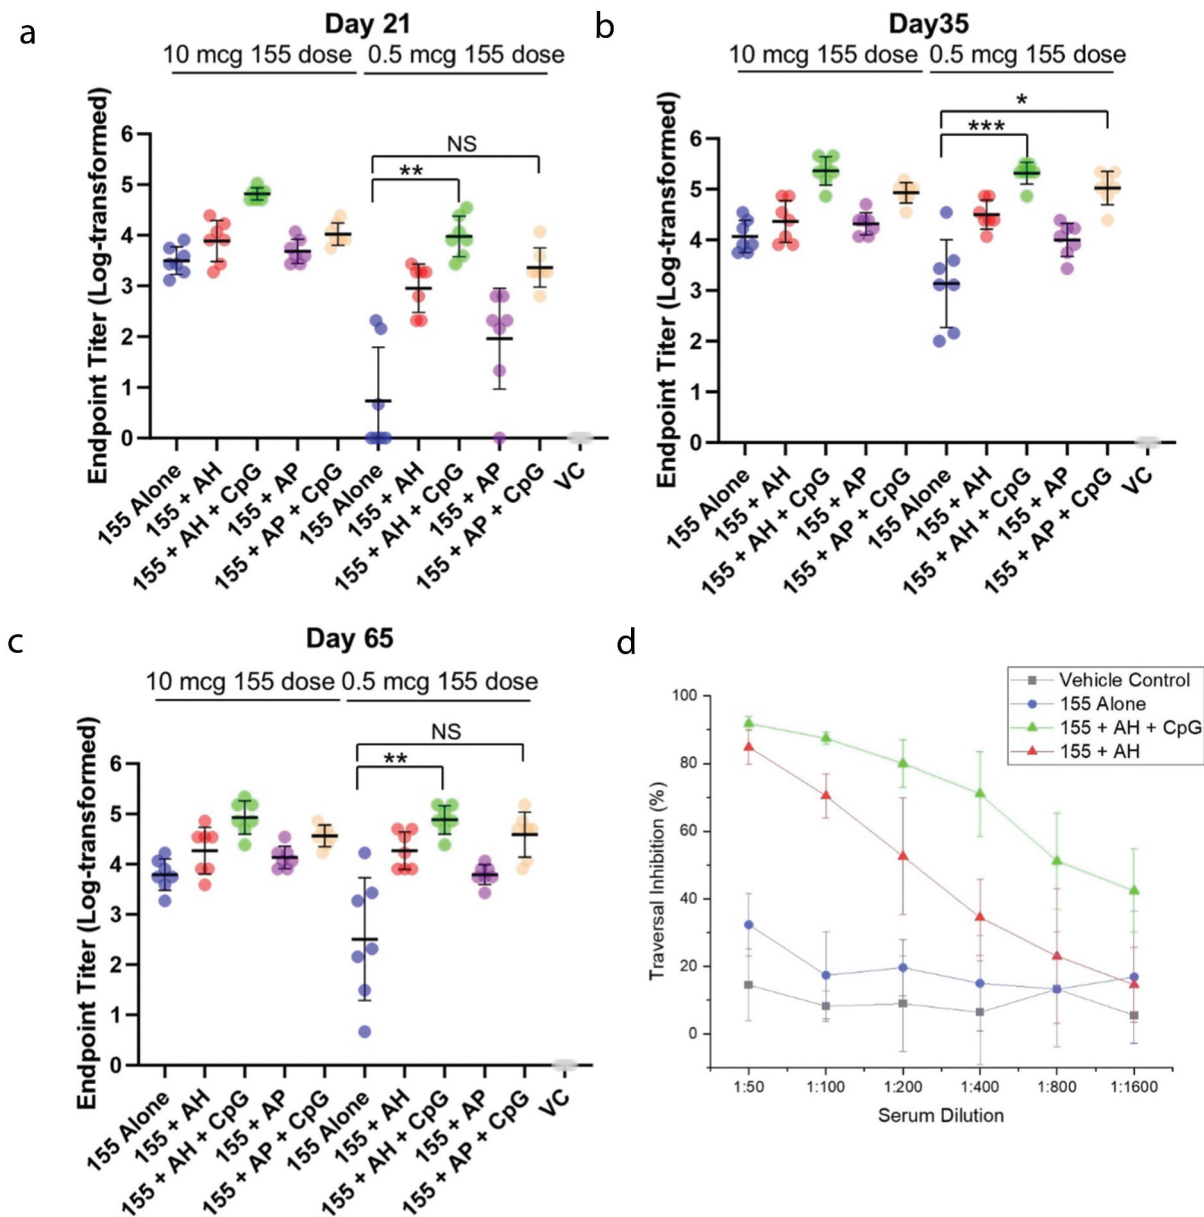 a
Day 21
10 mcg 155 dose 0.5 mcg 155 dose
Endpoint Titer (Log-transformed)
6
5
4
3
2
1
0
NS
**
155 Alone
155 + AH
155 + AH + CpG
155 + AP
155 + AP + CpG
155 Alone
155 + AH
155 + AH + CpG
155 + AP
155 + AP + CpG
VC
b
Day35
10 mcg 155 dose 0.5 mcg 155 dose
Endpoint Titer (Log-transformed)
6
5
4
3
2
1
0
*
***
155 Alone
155 + AH
155 + AH + CpG
155 + AP
155 + AP + CpG
155 Alone
155 + AH
155 + AH + CpG
155 + AP
155 + AP + CpG
VC
c
Day 65
10 mcg 155 dose 0.5 mcg 155 dose
Endpoint Titer (Log-transformed)
6
5
4
3
2
1
0
NS
**
155 Alone
155 + AH
155 + AH + CpG
155 + AP
155 + AP + CpG
155 Alone
155 + AH
155 + AH + CpG
155 + AP
155 + AP + CpG
VC
d
Vehicle Control
155 Alone
155 + AH + CpG
155 + AH
Traversal Inhibition (%)
100
80
60
40
20
0
1:50 1:100 1:200 1:400 1:800 1:1600
Serum Dilution